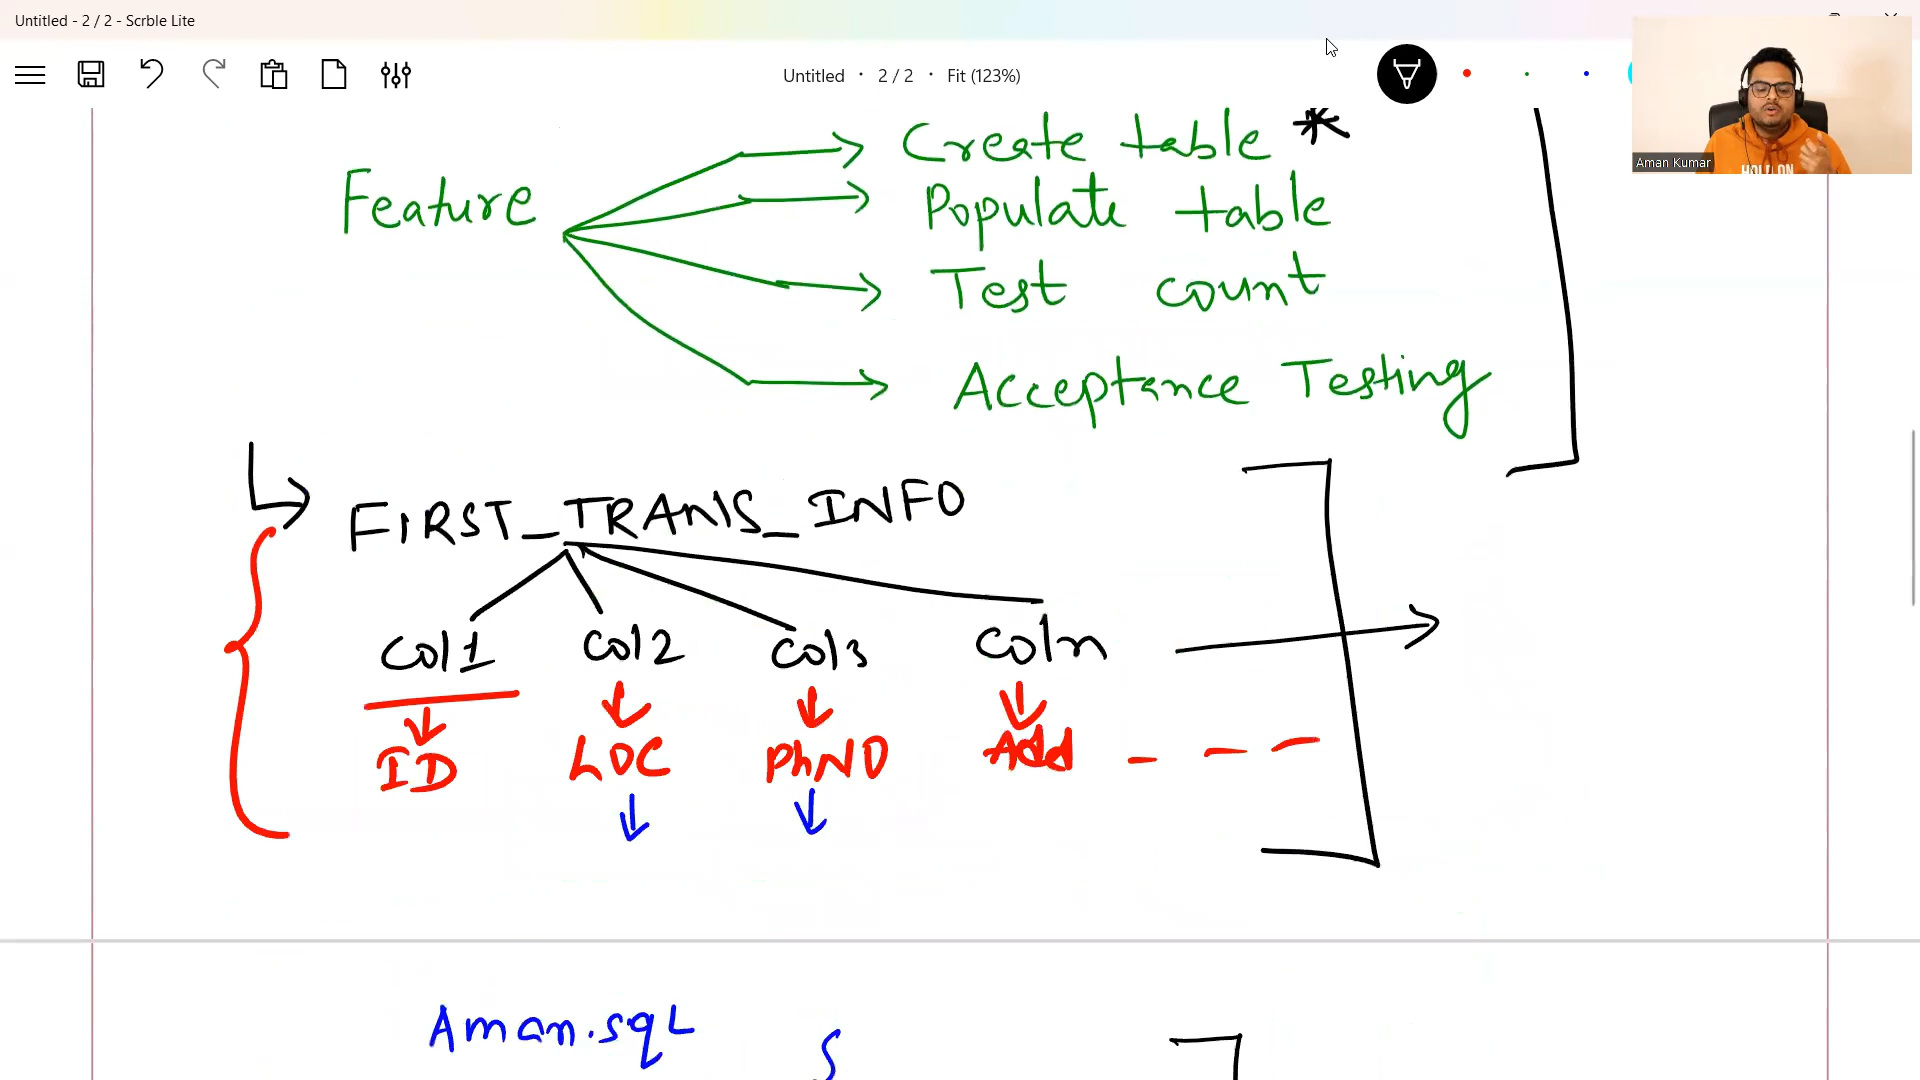 Untitled - 2 / 2 - Scrble Lite
Untitled • 2 / 2 • Fit (123%)
Aman Kumar
Feature
Create table *
Populate table
Test count
Acceptance Testing
FIRST_TRANS_INFO
Col1 Col2 Col3 Coln
ID LOC PhNO Add - - -
Aman.sqL